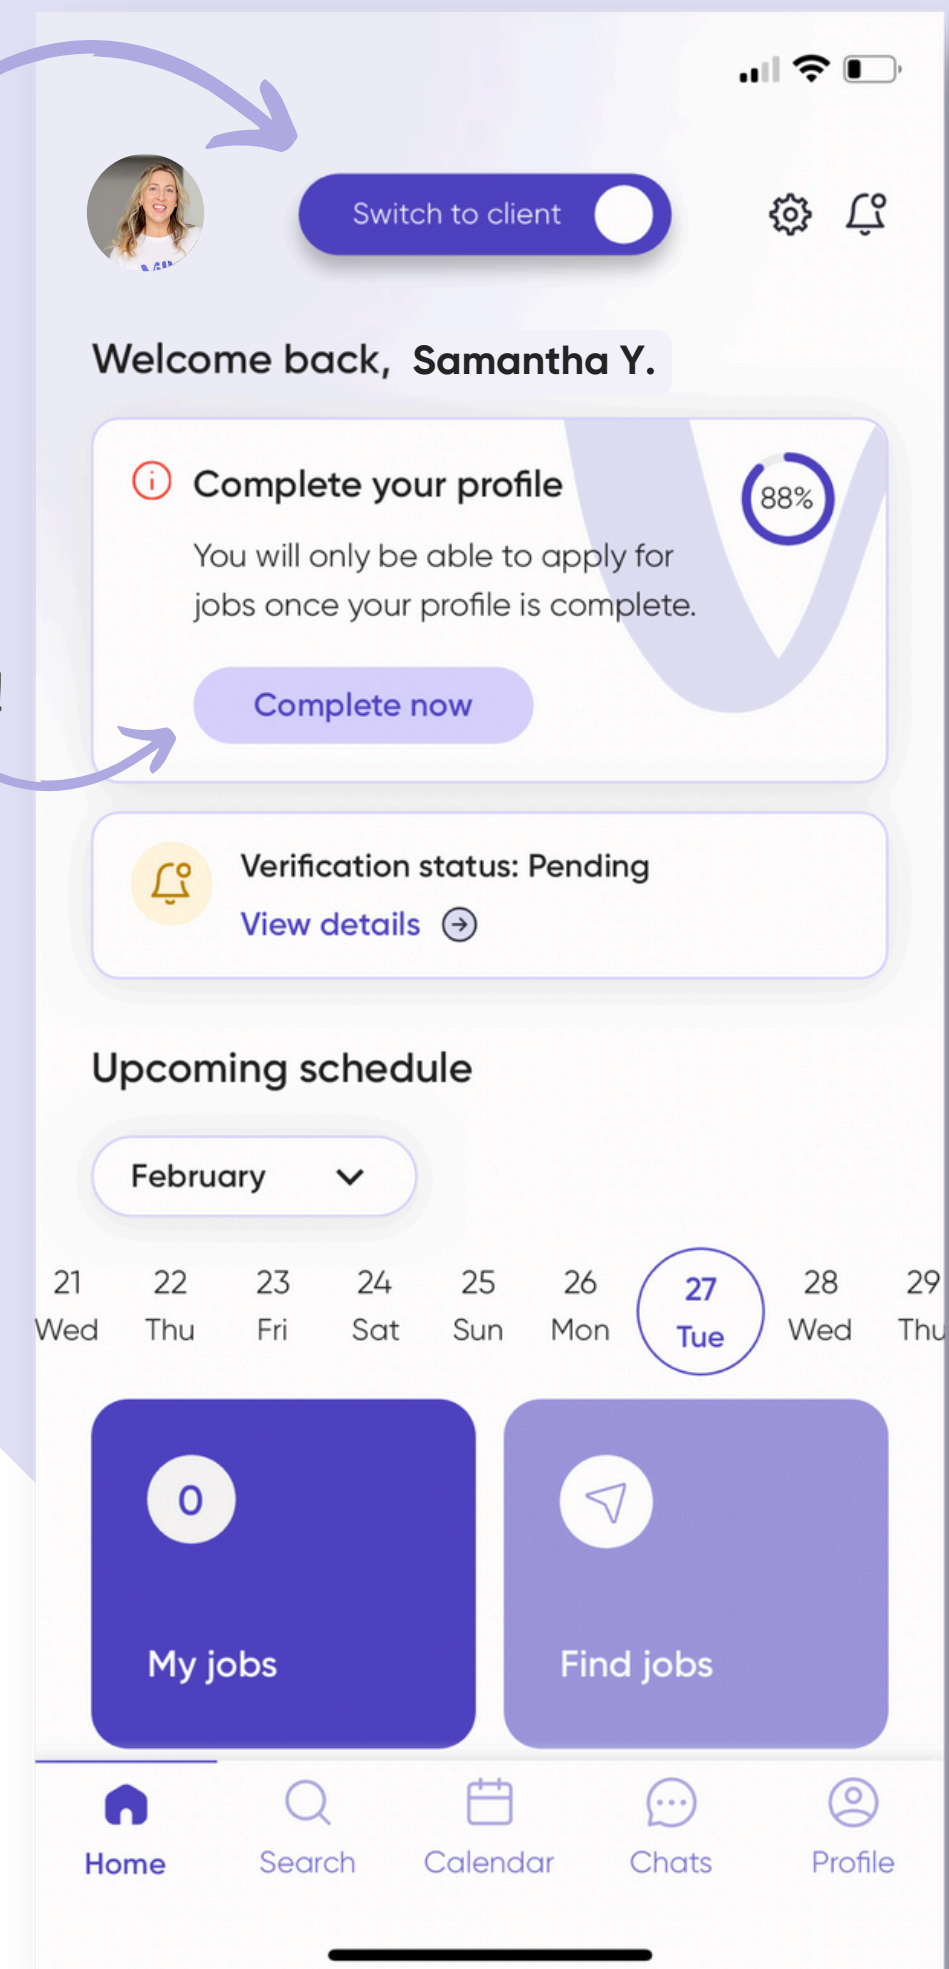 Switch to client
Welcome back, Samantha Y.
Complete your profile
88%
You will only be able to apply for
jobs once your profile is complete.
!
Complete now
Verification status: Pending
View details
Upcoming schedule
February
21 22 23 24 25 26 27 28 29
Wed Thu Fri Sat Sun Mon Tue Wed Thu
0
My jobs
Find jobs
Home Search Calendar Chats Profile